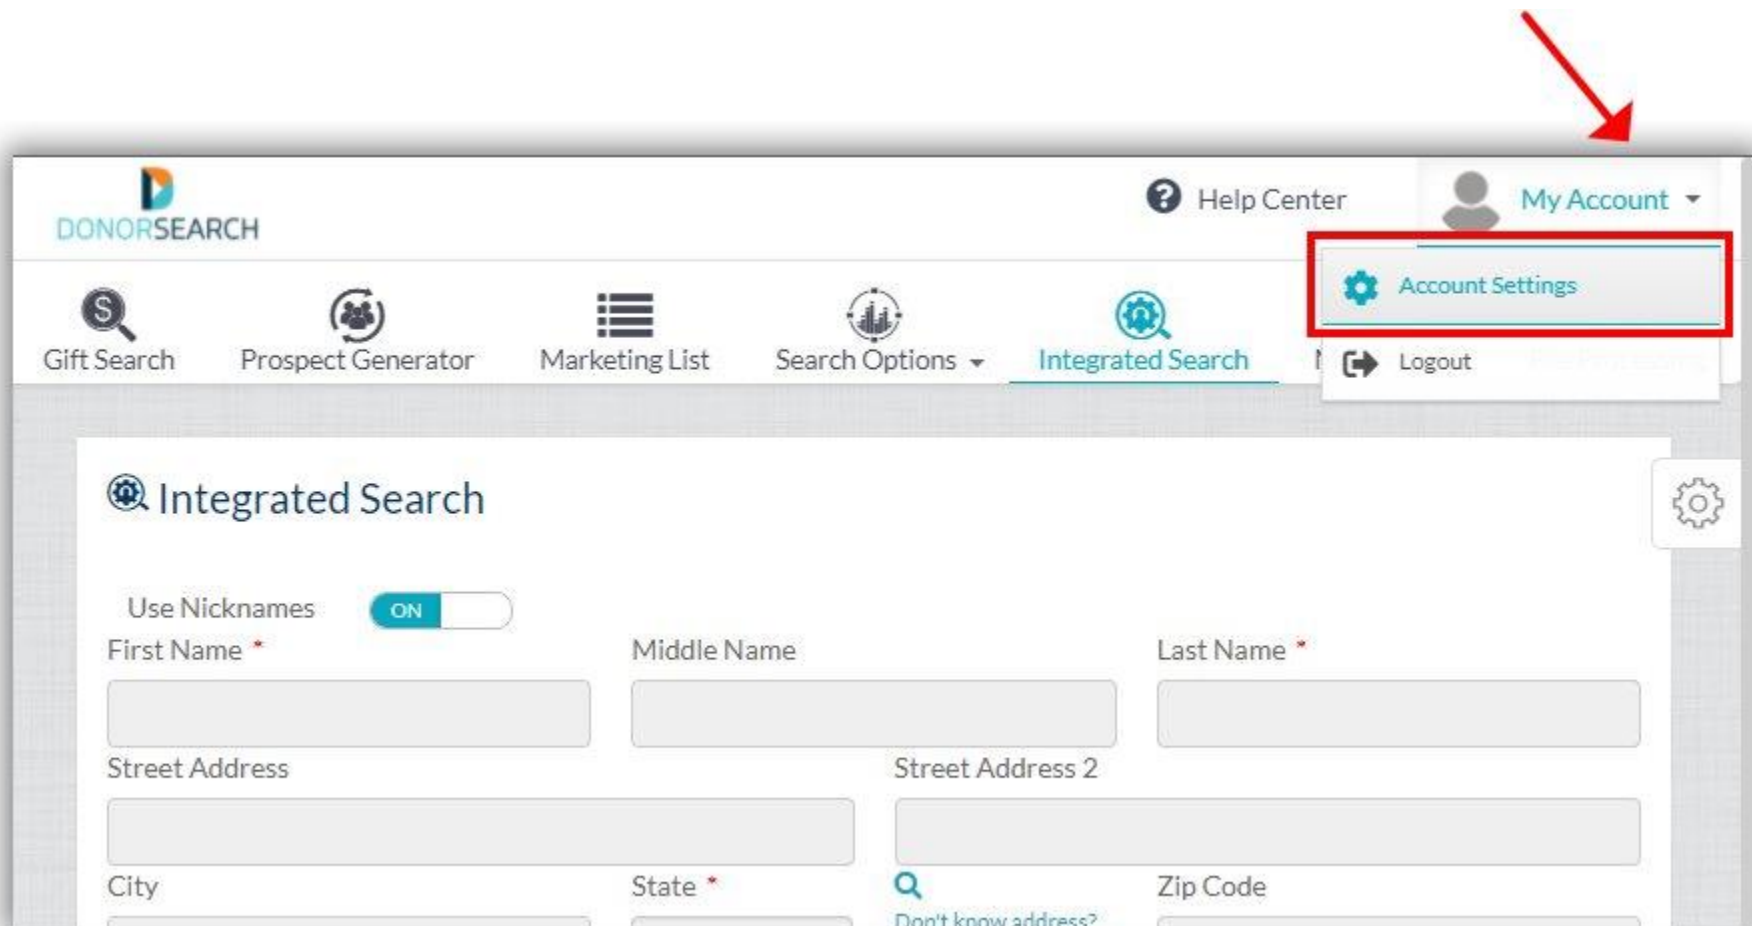 DONORSEARCH
Help Center
My Account
Account Settings
Logout
Gift Search
Prospect Generator
Marketing List
Search Options
Integrated Search
Integrated Search
Use Nicknames ON
First Name * Middle Name Last Name *
Street Address Street Address 2
City State * Zip Code
Don't know address?